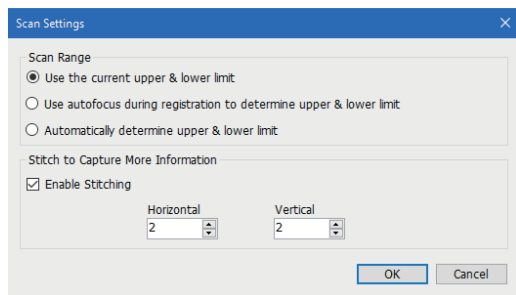 Scan Settings
Scan Range
Use the current upper & lower limit
Use autofocus during registration to determine upper & lower limit
Automatically determine upper & lower limit
Stitch to Capture More Information
Enable Stitching
Horizontal Vertical
2 2
OK Cancel